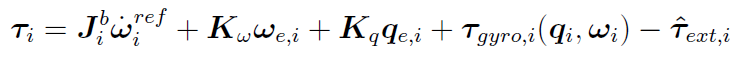 τ_i = J_i^b ω̇_i^{ref} + K_ω ω_{e,i} + K_q q_{e,i} + τ_{gyro,i}(q_i, ω_i) − τ̂_{ext,i}